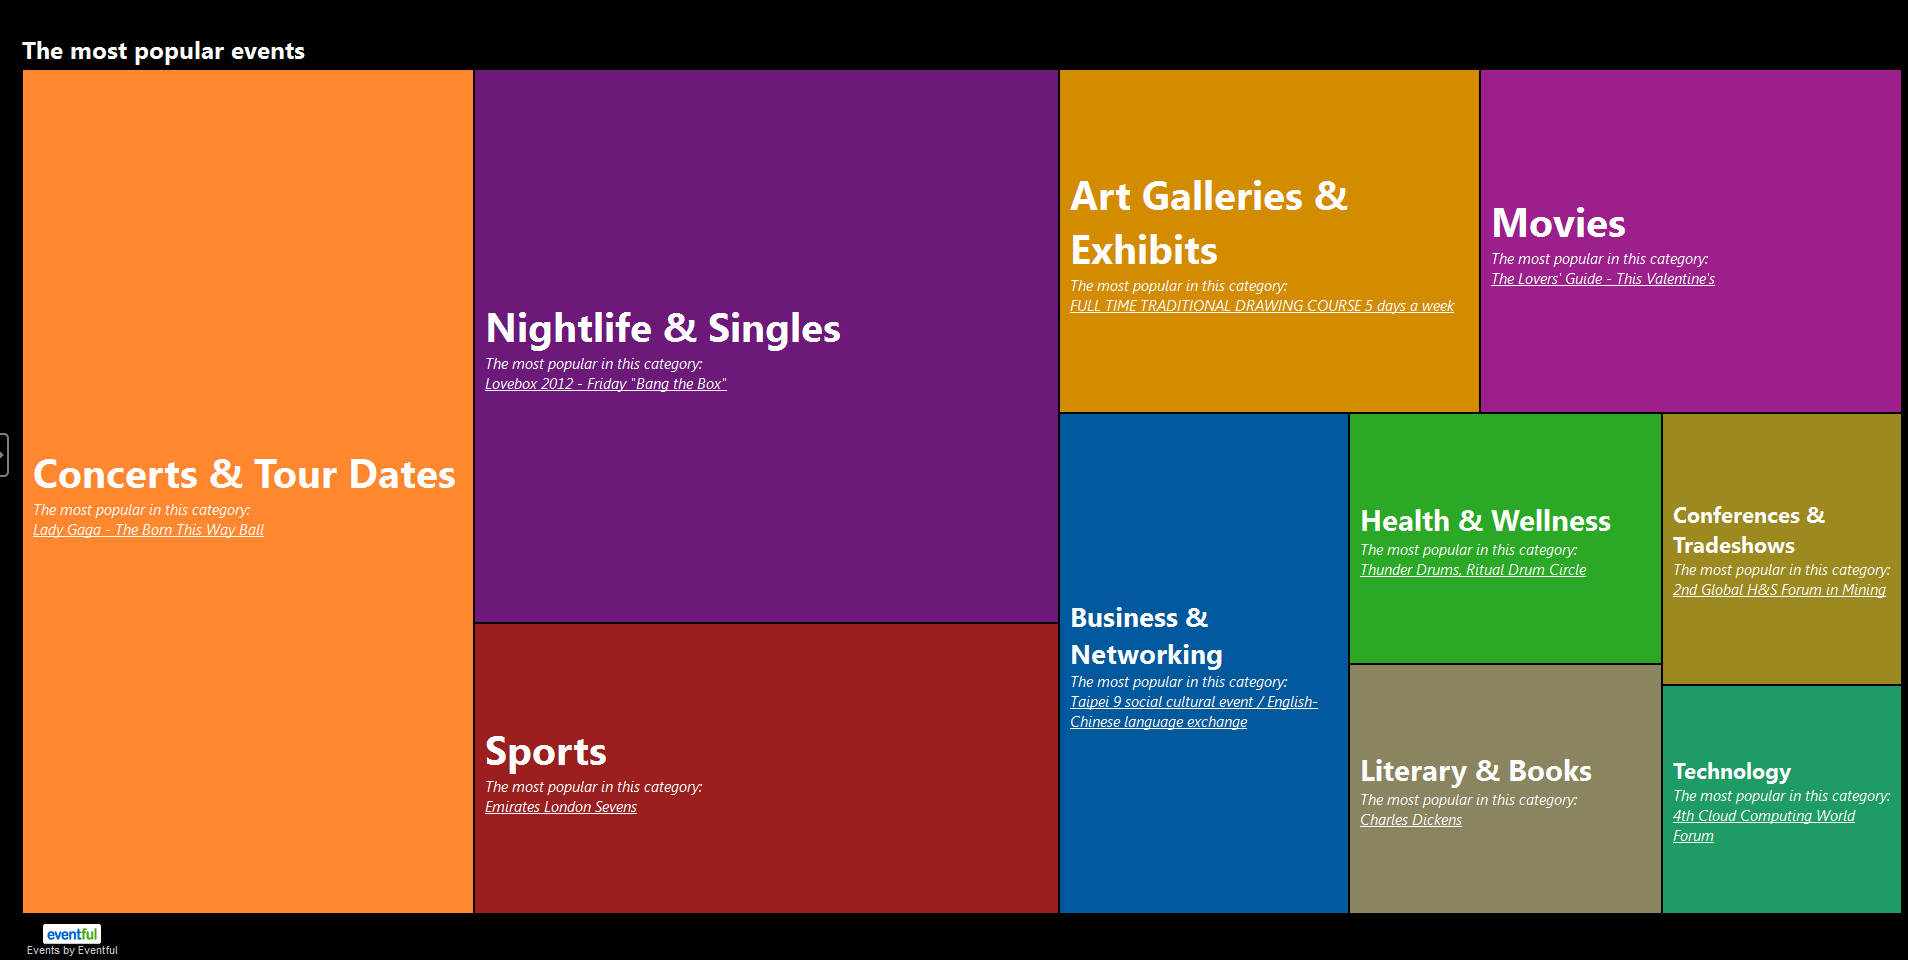 The most popular events
Concerts & Tour Dates
The most popular in this category:
Lady Gaga - The Born This Way Ball
Nightlife & Singles
The most popular in this category:
Lovebox 2012 - Friday "Bang the Box"
Sports
The most popular in this category:
Emirates London Sevens
Art Galleries &
Exhibits
The most popular in this category:
FULL TIME TRADITIONAL DRAWING COURSE 5 days a week
Movies
The most popular in this category:
The Lovers' Guide - This Valentine's
Business &
Networking
The most popular in this category:
Taipei 9 social cultural event / English-
Chinese language exchange
Health & Wellness
The most popular in this category:
Thunder Drums, Ritual Drum Circle
Literary & Books
The most popular in this category:
Charles Dickens
Conferences &
Tradeshows
The most popular in this category:
2nd Global H&S Forum in Mining
Technology
The most popular in this category:
4th Cloud Computing World
Forum
eventful
Events by Eventful